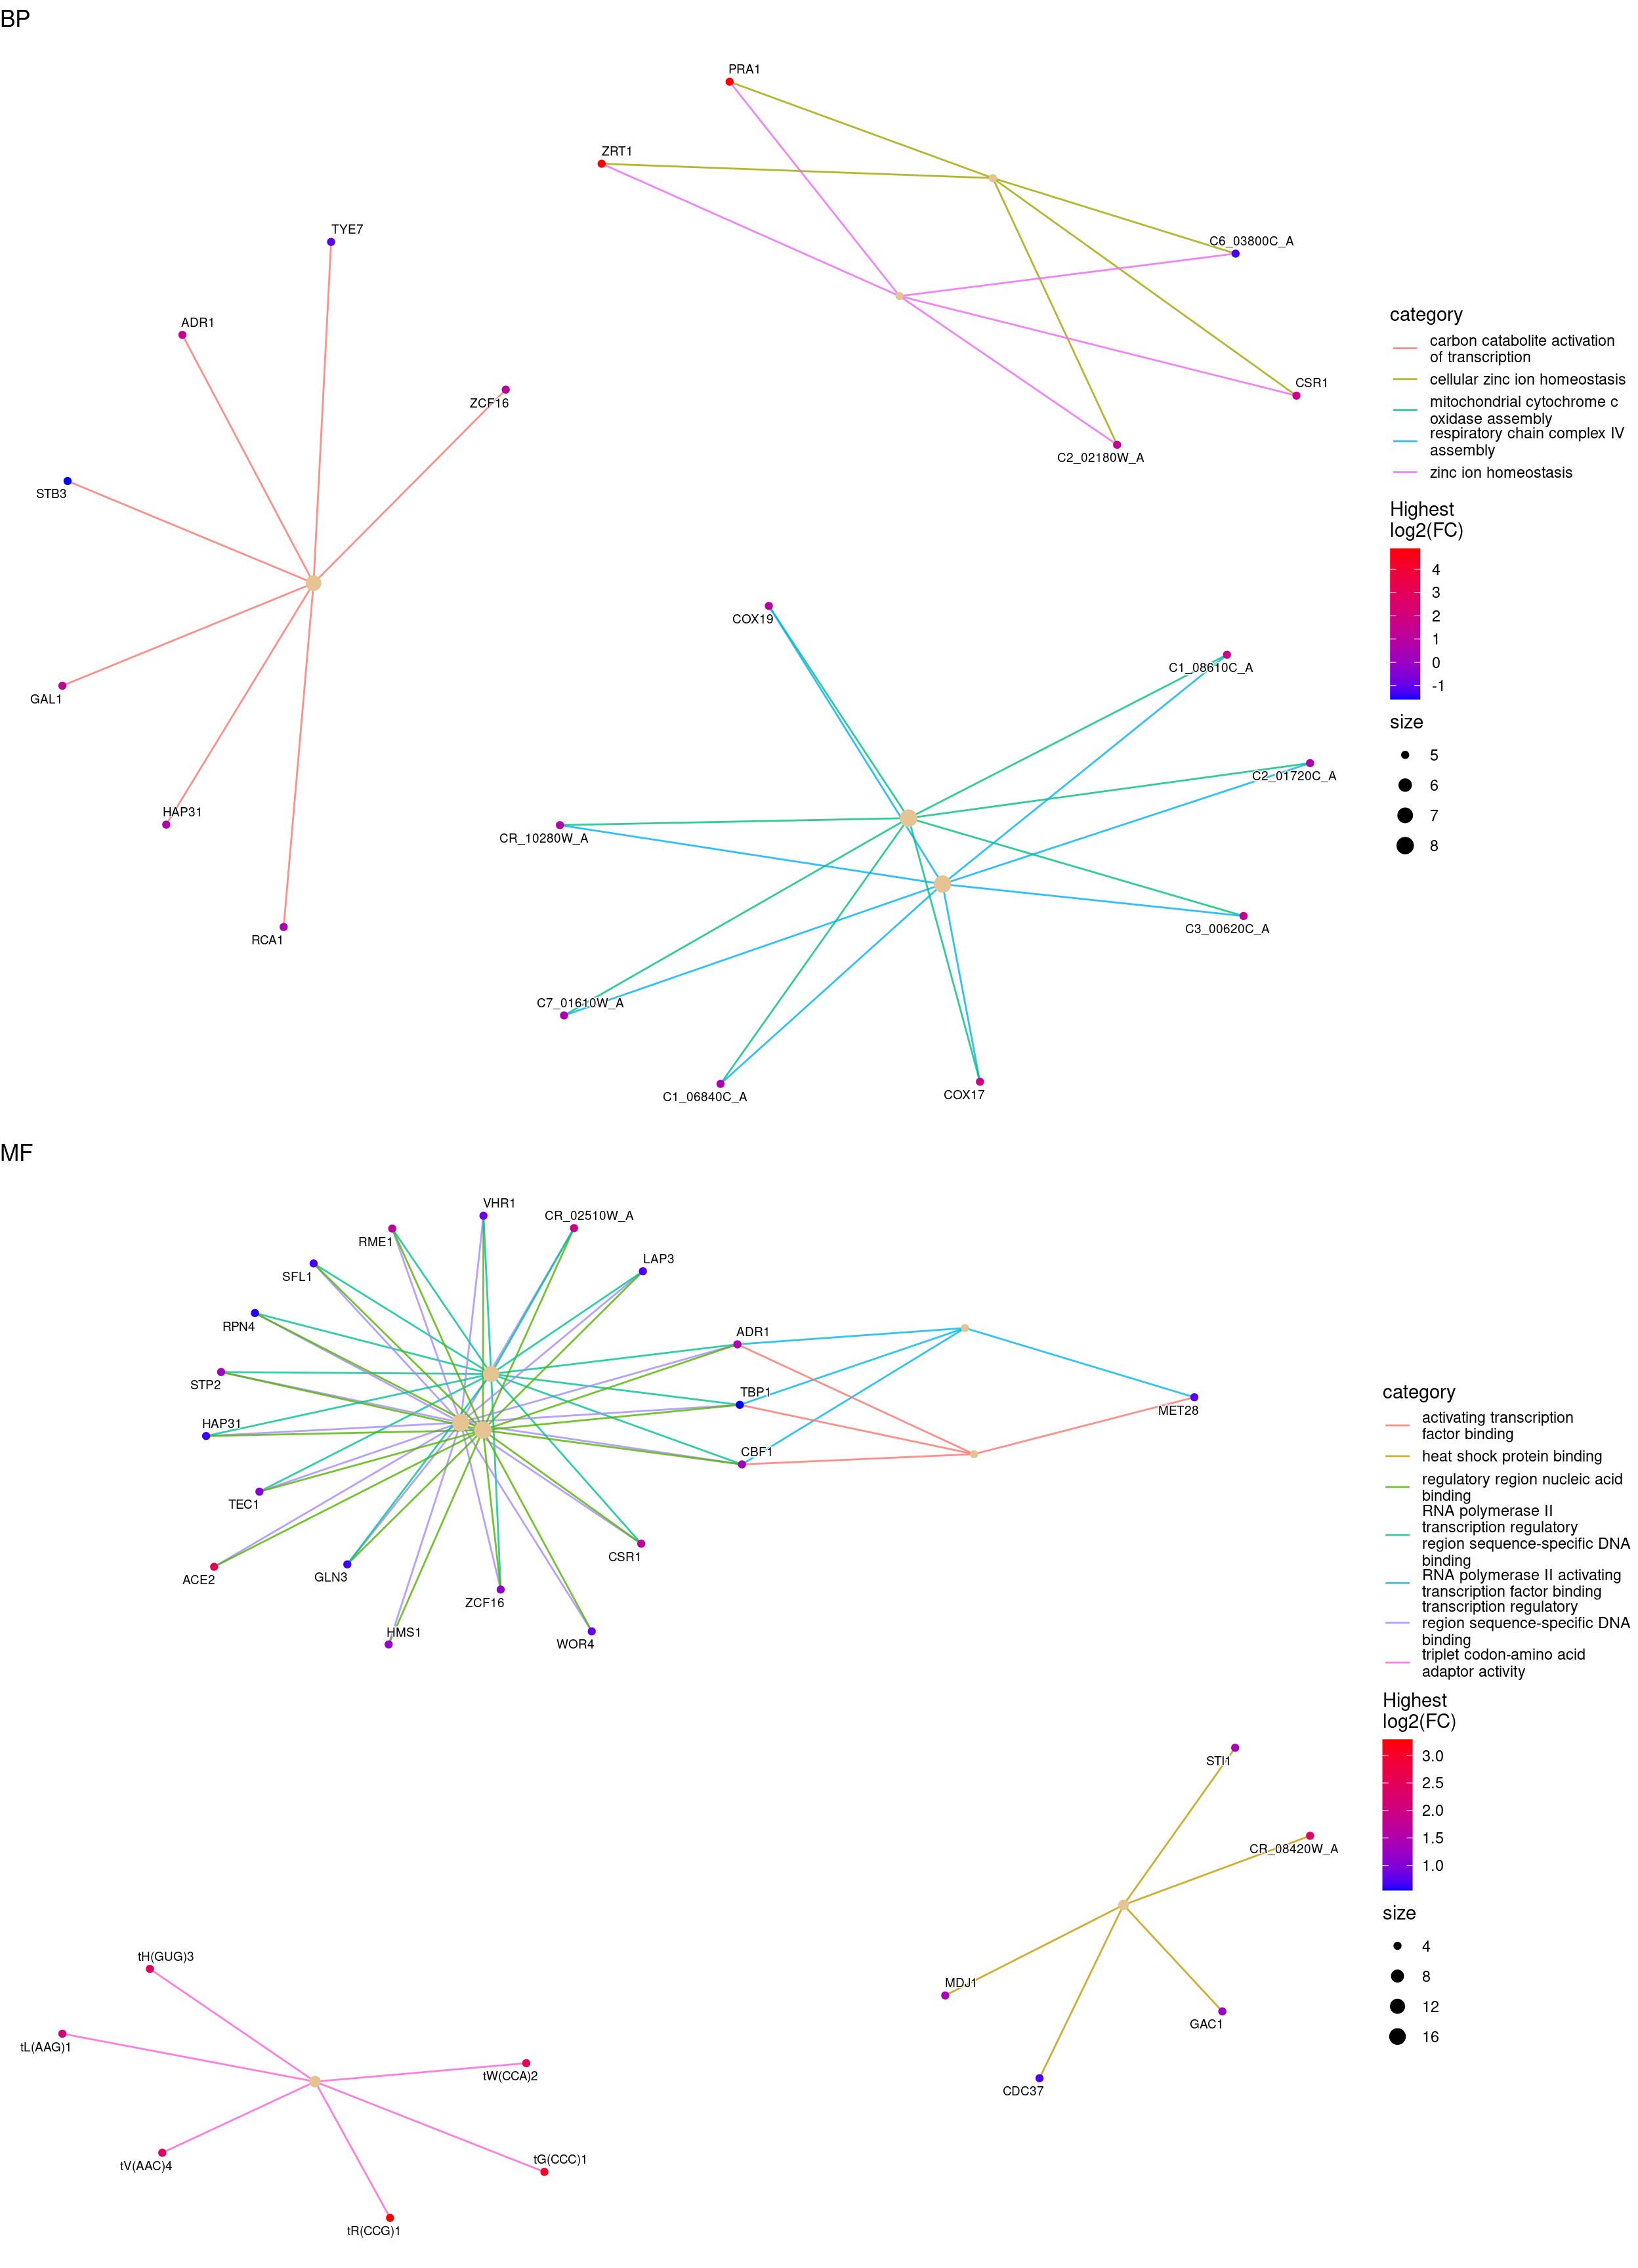 BP
PRA1
ZRT1
TYE7
C6_03800C_A
ADR1
ZCF16
CSR1
C2_02180W_A
STB3
COX19
C1_08610C_A
GAL1
C2_01720C_A
HAP31
CR_10280W_A
C3_00620C_A
RCA1
C7_01610W_A
C1_06840C_A
COX17
category
carbon catabolite activation
of transcription
cellular zinc ion homeostasis
mitochondrial cytochrome c
oxidase assembly
respiratory chain complex IV
assembly
zinc ion homeostasis
Highest
log2(FC)
4
3
2
1
0
-1
size
5
6
7
8
MF
VHR1
CR_02510W_A
RME1
LAP3
SFL1
RPN4
ADR1
STP2
TBP1
MET28
HAP31
CBF1
TEC1
CSR1
ACE2
GLN3
ZCF16
HMS1
WOR4
STI1
CR_08420W_A
MDJ1
GAC1
CDC37
tH(GUG)3
tL(AAG)1
tW(CCA)2
tV(AAC)4
tG(CCC)1
tR(CCG)1
category
activating transcription
factor binding
heat shock protein binding
regulatory region nucleic acid
binding
RNA polymerase II
transcription regulatory
region sequence-specific DNA
binding
RNA polymerase II activating
transcription factor binding
transcription regulatory
region sequence-specific DNA
binding
triplet codon-amino acid
adaptor activity
Highest
log2(FC)
3.0
2.5
2.0
1.5
1.0
size
4
8
12
16